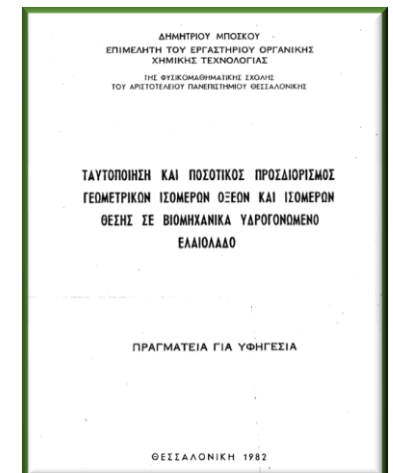 ΔΗΜΗΤΡΙΟΥ ΜΠΟΣΚΟΥ
ΕΠΙΜΕΛΗΤΗ ΤΟΥ ΕΡΓΑΣΤΗΡΙΟΥ ΟΡΓΑΝΙΚΗΣ
ΧΗΜΙΚΗΣ ΤΕΧΝΟΛΟΓΙΑΣ
ΤΗΣ ΦΥΣΙΚΟΜΑΘΗΜΑΤΙΚΗΣ ΣΧΟΛΗΣ
ΤΟΥ ΑΡΙΣΤΟΤΕΛΕΙΟΥ ΠΑΝΕΠΙΣΤΗΜΙΟΥ ΘΕΣΣΑΛΟΝΙΚΗΣ
ΤΑΥΤΟΠΟΙΗΣΗ ΚΑΙ ΠΟΣΟΤΙΚΟΣ ΠΡΟΣΔΙΟΡΙΣΜΟΣ
ΓΕΩΜΕΤΡΙΚΩΝ ΙΣΟΜΕΡΩΝ ΟΞΕΩΝ ΚΑΙ ΙΣΟΜΕΡΩΝ
ΘΕΣΗΣ ΣΕ ΒΙΟΜΗΧΑΝΙΚΑ ΥΔΡΟΓΟΝΩΜΕΝΟ
ΕΛΑΙΟΛΑΔΟ
ΠΡΑΓΜΑΤΕΙΑ ΓΙΑ ΥΦΗΓΕΣΙΑ
ΘΕΣΣΑΛΟΝΙΚΗ 1982